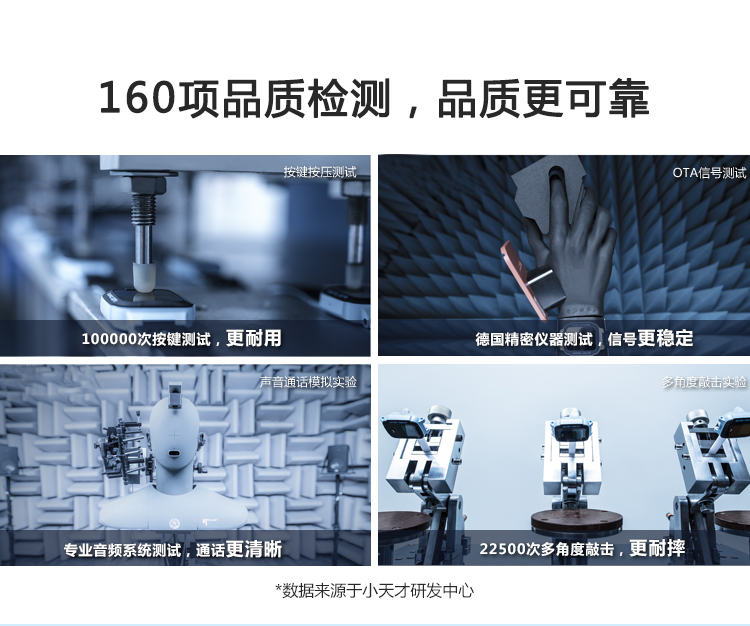 160项品质检测，品质更可靠
按键按压测试
OTA信号测试
100000次按键测试，更耐用
德国精密仪器测试，信号更稳定
声音通话模拟实验
多角度敲击实验
专业音频系统测试，通话更清晰
22500次多角度敲击，更耐摔
*数据来源于小天才研发中心